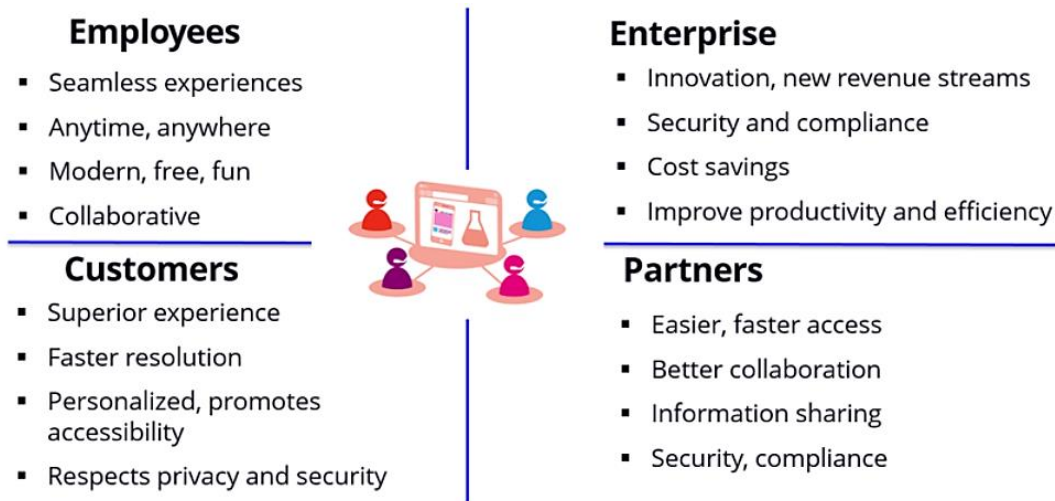 Employees
▪ Seamless experiences
▪ Anytime, anywhere
▪ Modern, free, fun
▪ Collaborative
Enterprise
▪ Innovation, new revenue streams
▪ Security and compliance
▪ Cost savings
▪ Improve productivity and efficiency
Customers
▪ Superior experience
▪ Faster resolution
▪ Personalized, promotes
accessibility
▪ Respects privacy and security
Partners
▪ Easier, faster access
▪ Better collaboration
▪ Information sharing
▪ Security, compliance